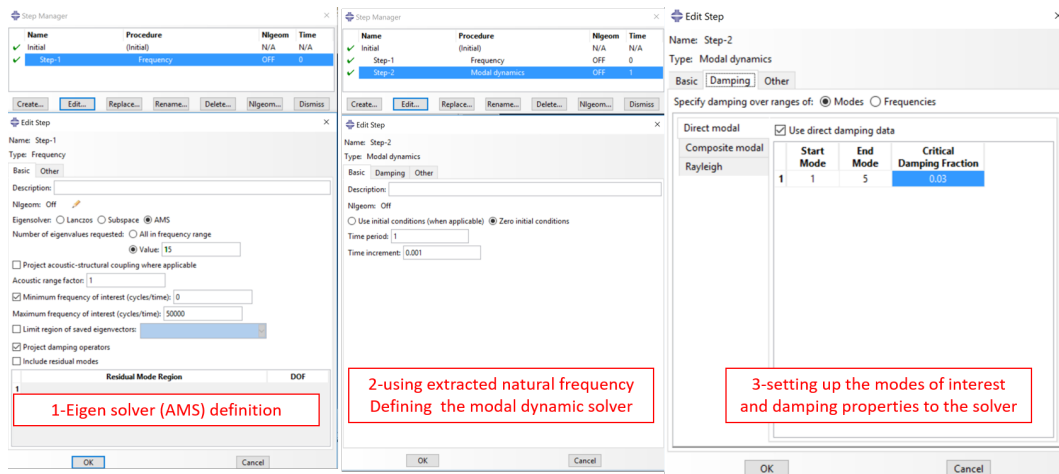 Step Manager
Name Procedure Nlgeom Time
Initial (Initial) N/A N/A
Step-1 Frequency OFF 0
Create... Edit... Replace... Rename... Delete... Nlgeom... Dismiss
Edit Step
Name: Step-1
Type: Frequency
Basic Other
Description:
Nlgeom: Off
Eigensolver: Lanczos Subspace AMS
Number of eigenvalues requested: All in frequency range
Value: 15
Project acoustic-structural coupling where applicable
Acoustic range factor: 1
Minimum frequency of interest (cycles/time): 0
Maximum frequency of interest (cycles/time): 50000
Limit region of saved eigenvectors:
Project damping operators
Include residual modes
Residual Mode Region DOF
1
1-Eigen solver (AMS) definition
OK Cancel
Step Manager
Name Procedure Nlgeom Time
Initial (Initial) N/A N/A
Step-1 Frequency OFF 0
Step-2 Modal dynamics OFF 1
Create... Edit... Replace... Rename... Delete... Nlgeom... Dismiss
Edit Step
Name: Step-2
Type: Modal dynamics
Basic Damping Other
Description:
Nlgeom: Off
Use initial conditions (when applicable) Zero initial conditions
Time period: 1
Time increment: 0.001
2-using extracted natural frequency
Defining the modal dynamic solver
OK Cancel
Edit Step
Name: Step-2
Type: Modal dynamics
Basic Damping Other
Specify damping over ranges of: Modes Frequencies
Direct modal
Composite modal
Rayleigh
Use direct damping data
Start Mode End Mode Critical Damping Fraction
1 1 5 0.03
3-setting up the modes of interest
and damping properties to the solver
OK Cancel